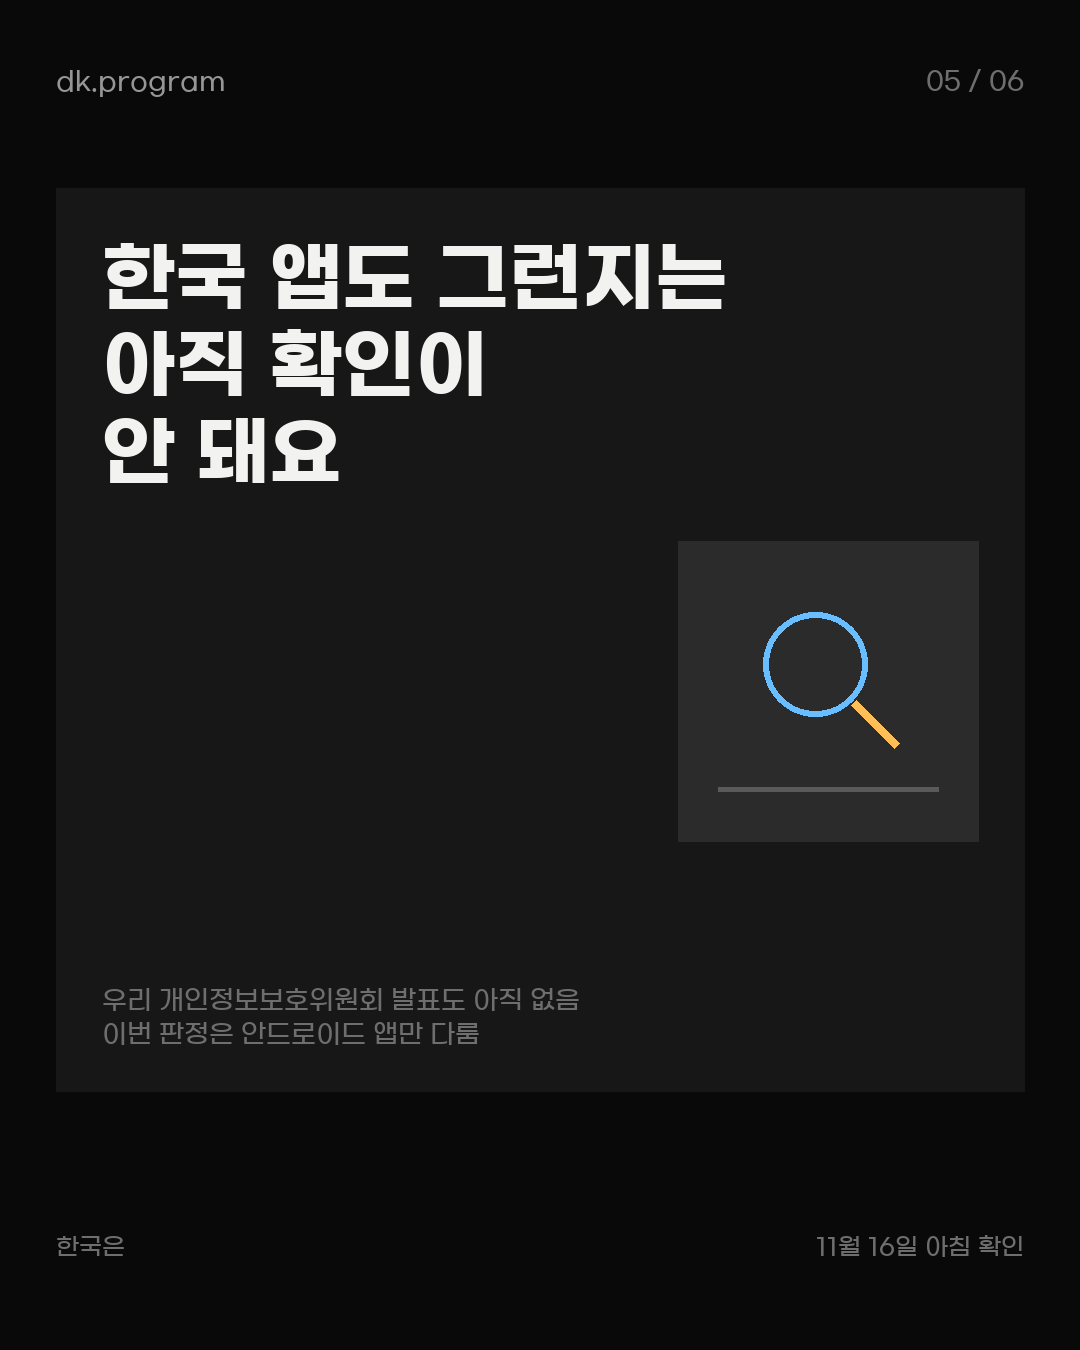 dk.program
05 / 06
한국 앱도 그런지는
아직 확인이
안 돼요
우리 개인정보보호위원회 발표도 아직 없음
이번 판정은 안드로이드 앱만 다룸
한국은
11월 16일 아침 확인